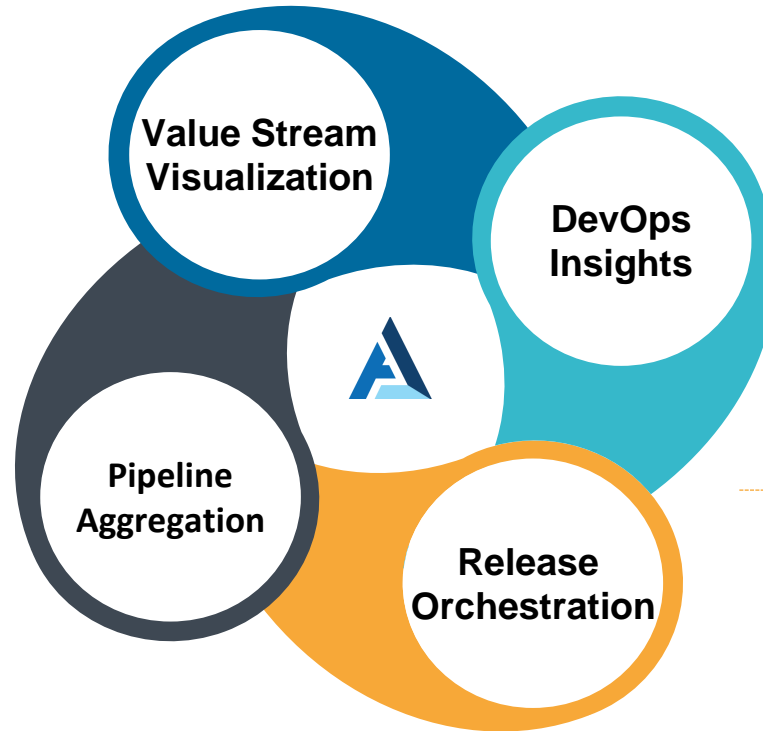 Value Stream
Visualization
DevOps
Insights
Pipeline
Aggregation
Release
Orchestration